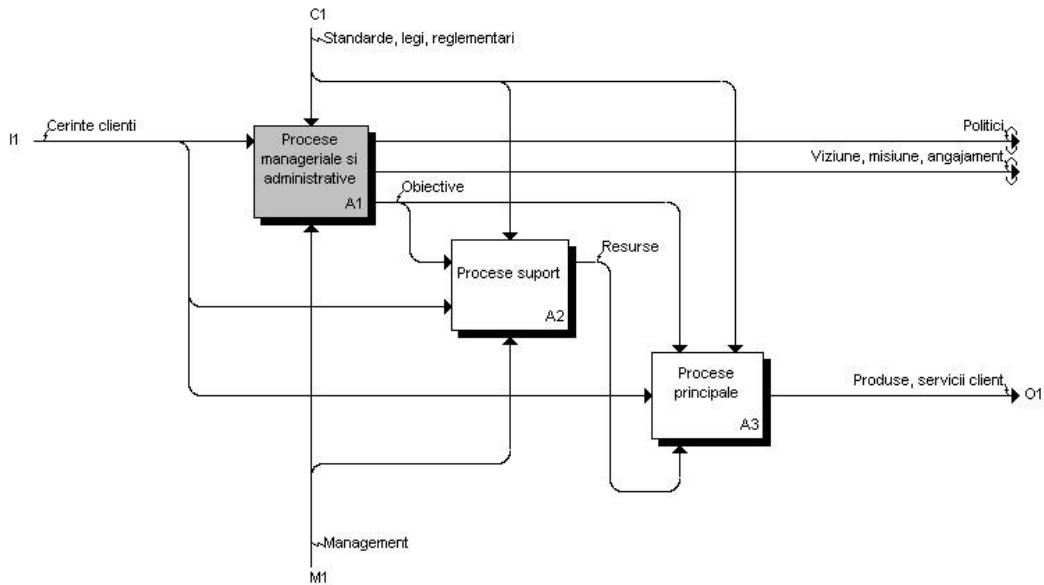 C1
Standarde, legi, reglementari
I1
Cerinte clienti
Procese
manageriale si
administrative
A1
Politici
Viziune, misiune, angajament
Obiective
Procese suport
A2
Resurse
Procese
principale
A3
Produse, servicii client
O1
Management
M1